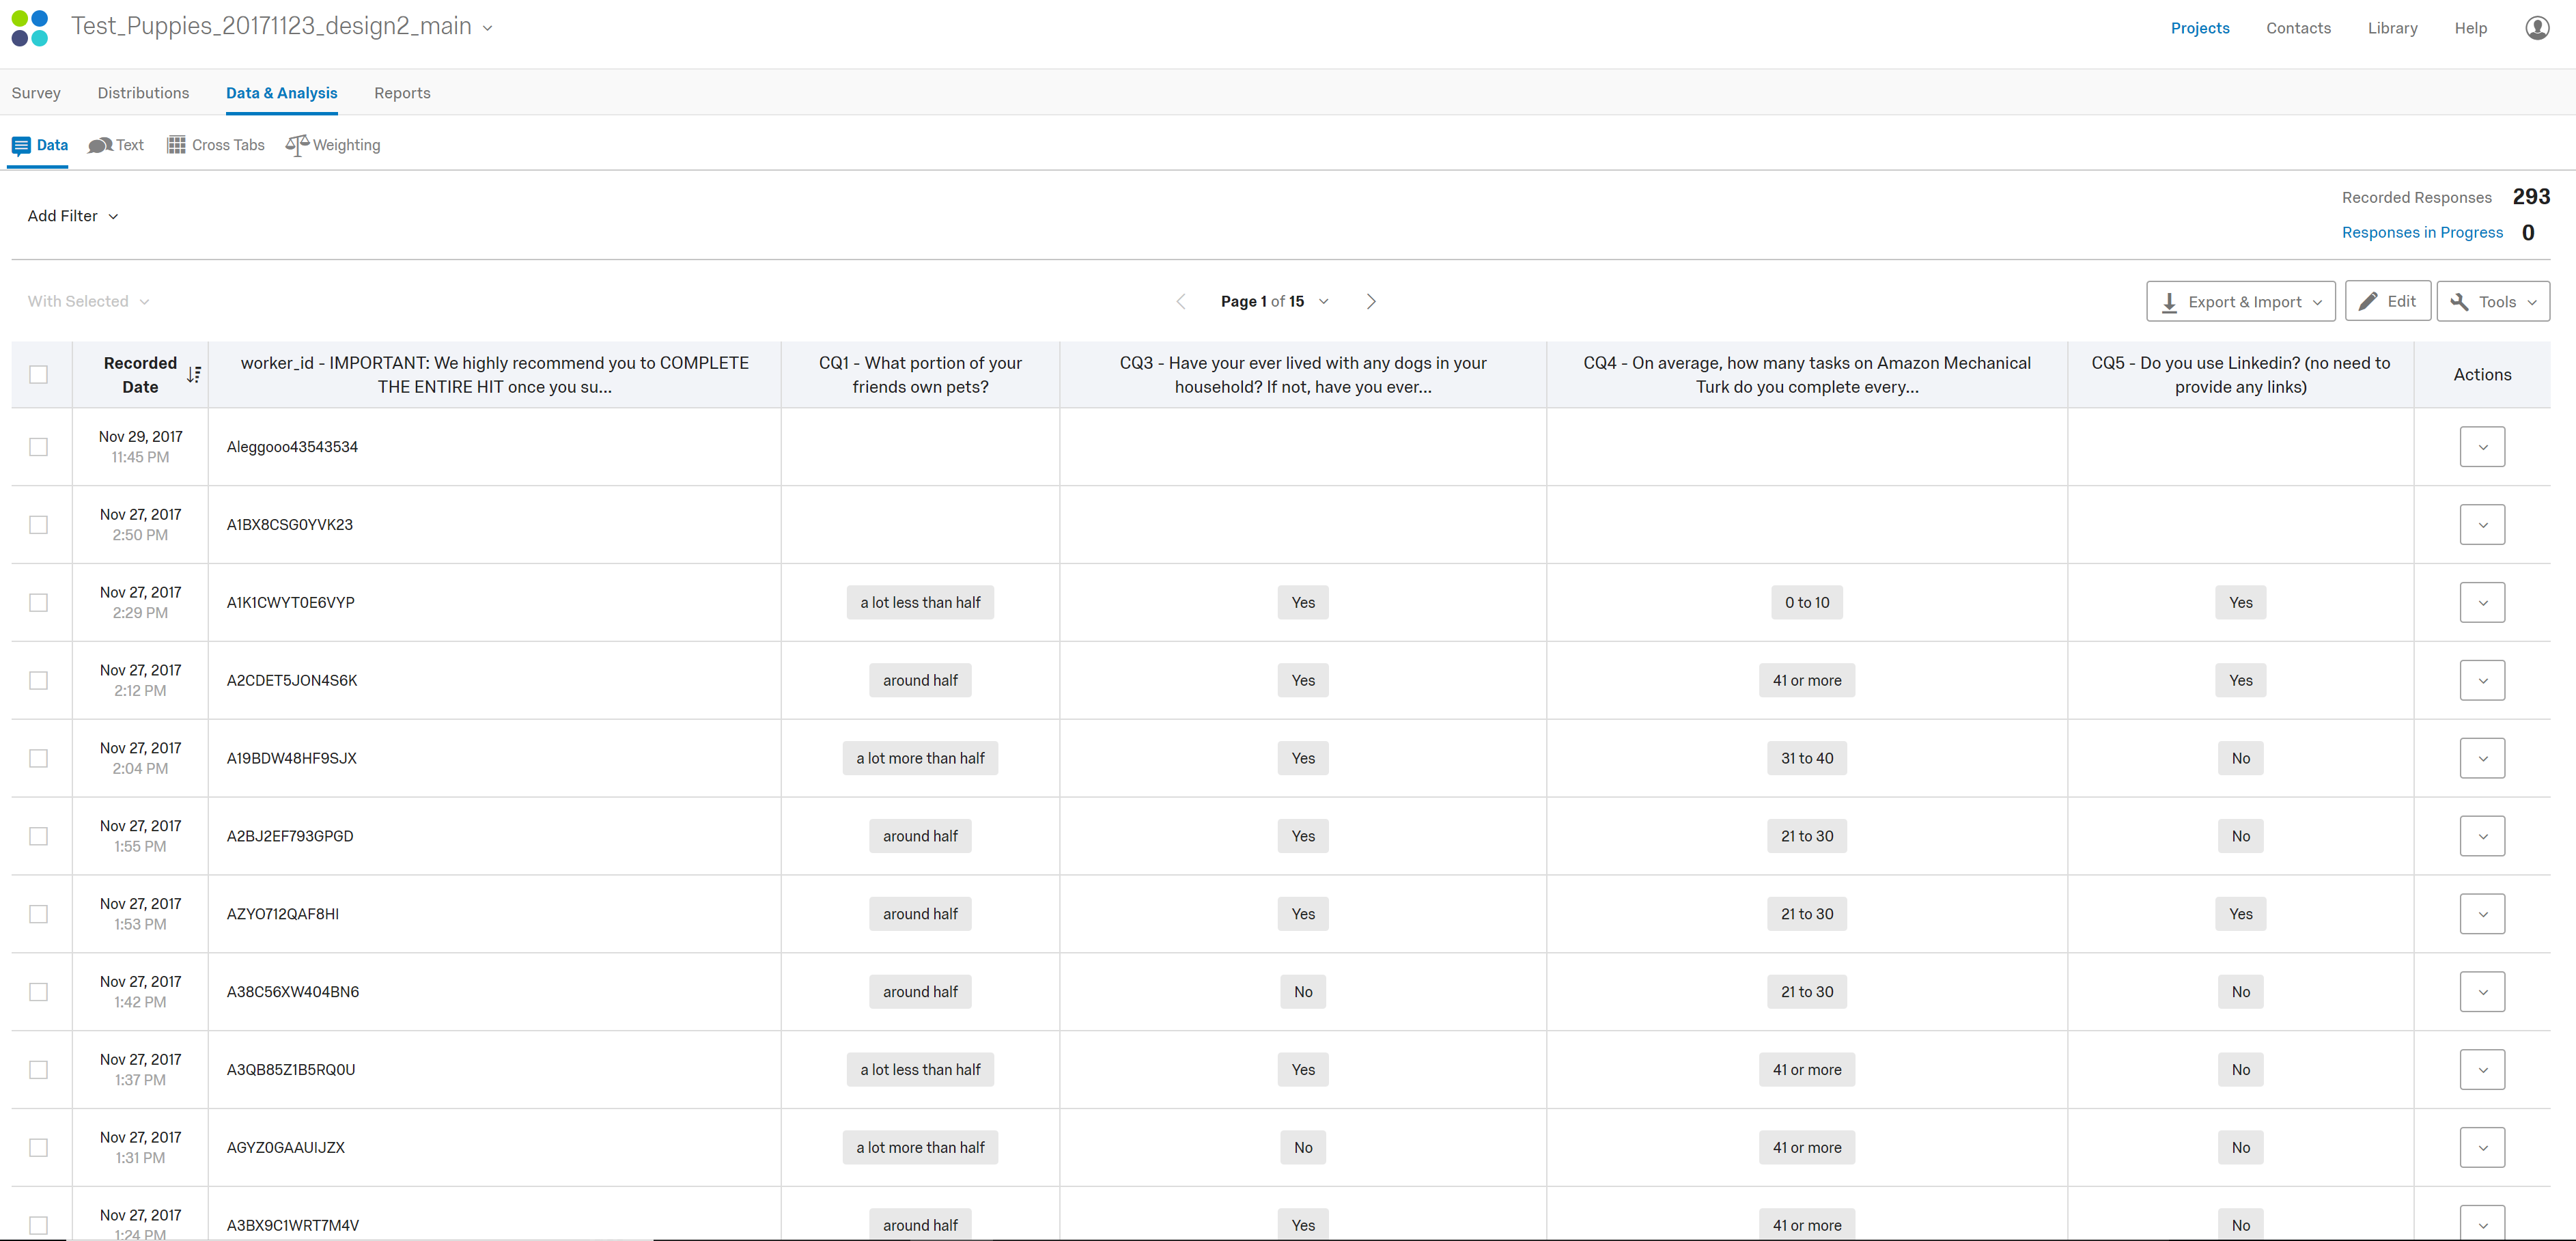 Test_Puppies_20171123_design2_main
Projects Contacts Library Help
Survey Distributions Data & Analysis Reports
Data Text Cross Tabs Weighting
Add Filter
Recorded Responses 293
Responses in Progress 0
With Selected
Page 1 of 15
Export & Import Edit Tools
Recorded Date
worker_id - IMPORTANT: We highly recommend you to COMPLETE
THE ENTIRE HIT once you su...
CQ1 - What portion of your
friends own pets?
CQ3 - Have your ever lived with any dogs in your
household? If not, have you ever...
CQ4 - On average, how many tasks on Amazon Mechanical
Turk do you complete every...
CQ5 - Do you use Linkedin? (no need to
provide any links)
Actions
Nov 29, 2017
11:45 PM
Aleggooo43543534
Nov 27, 2017
2:50 PM
A1BX8CSG0YVK23
Nov 27, 2017
2:29 PM
A1K1CWYT0E6VYP a lot less than half Yes 0 to 10 Yes
Nov 27, 2017
2:12 PM
A2CDET5JON4S6K around half Yes 41 or more Yes
Nov 27, 2017
2:04 PM
A19BDW48HF9SJX a lot more than half Yes 31 to 40 No
Nov 27, 2017
1:55 PM
A2BJ2EF793GPGD around half Yes 21 to 30 No
Nov 27, 2017
1:53 PM
AZYO712QAF8HI around half Yes 21 to 30 Yes
Nov 27, 2017
1:42 PM
A38C56XW404BN6 around half No 21 to 30 No
Nov 27, 2017
1:37 PM
A3QB85Z1B5RQ0U a lot less than half Yes 41 or more No
Nov 27, 2017
1:31 PM
AGYZ0GAAUIJZX a lot more than half No 41 or more No
Nov 27, 2017
1:24 PM
A3BX9C1WRT7M4V around half Yes 41 or more No